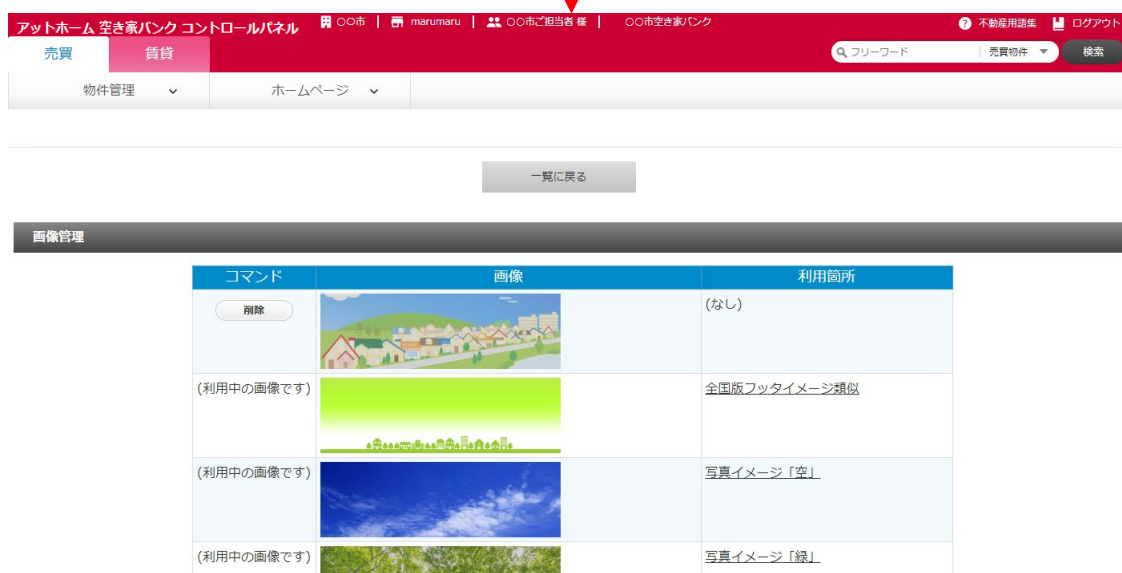 アットホーム 空き家バンク コントロールパネル 〇〇市 | marumaru | 〇〇市ご担当者 様 | 〇〇市空き家バンク ? 不動産用語集 ログアウト
売買 賃貸 フリーワード 売買物件 検索
物件管理 ホームページ
一覧に戻る
画像管理
コマンド 画像 利用箇所
削除 (なし)
(利用中の画像です) 全国版フッタイメージ類似
(利用中の画像です) 写真イメージ「空」
(利用中の画像です) 写真イメージ「緑」